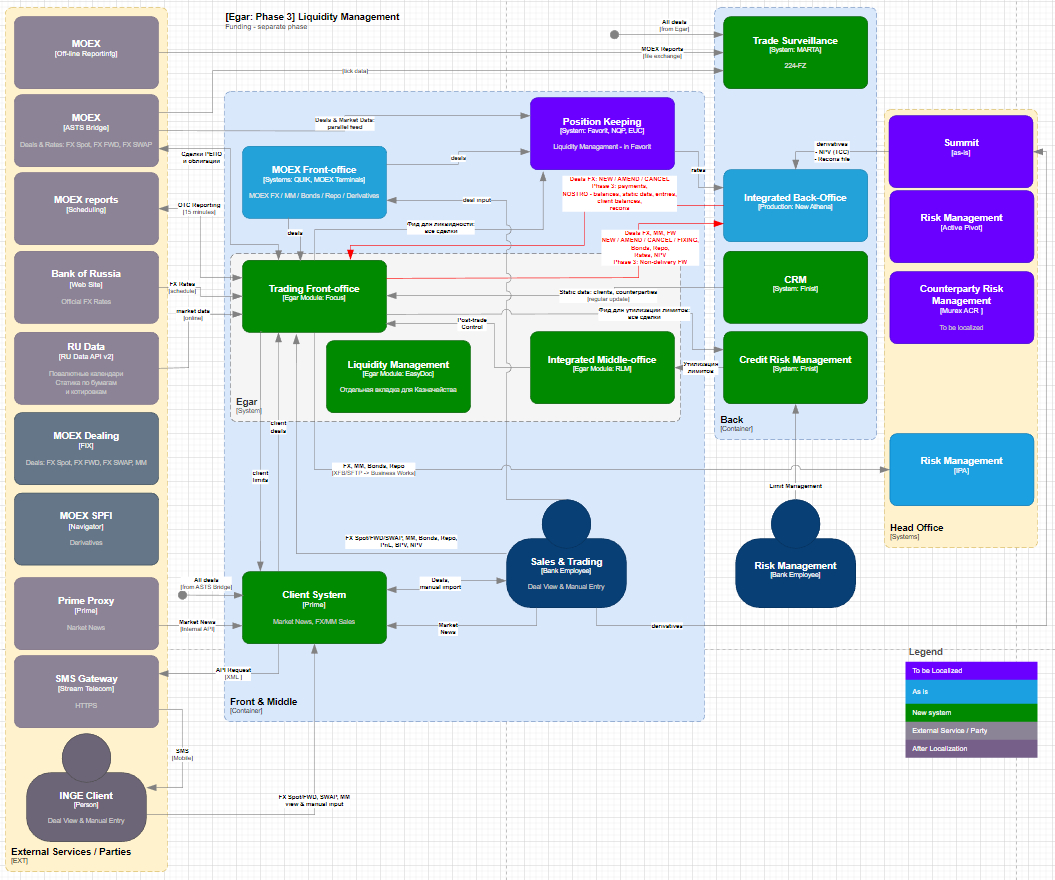 [Egar: Phase 3] Liquidity Management
Funding - separate phase
MOEX
[Off-line Reportinfg]
MOEX
[ASTS Bridge]
Deals & Rates: FX Spot, FX FWD, FX SWAP
MOEX reports
[Scheduling]
Bank of Russia
[Web Site]
Official FX Rates
RU Data
[RU Data API v2]
Повалютные календари
Статика по бумагам
и котировкам
MOEX Dealing
[FIX]
Deals: FX Spot, FX FWD, FX SWAP, MM
MOEX SPFI
[Navigator]
Derivatives
Prime Proxy
[Prime]
Market News
SMS Gateway
[Stream Telecom]
HTTPS
INGE Client
[Person]
Deal View & Manual Entry
External Services / Parties
[EXT]
All deals
[from Egar]
MOEX Reports
[file exchange]
[tick data]
Deals & Market Data:
parallel feed
Сделки РЕПО
и облигации
OTC Reporting
[15 minutes]
FX Rates
[schedule]
market data
[online]
MOEX Front-office
[Systems: QUIK, MOEX Terminals]
MOEX FX / MM / Bonds / Repo / Derivatives
deals
deals
deal input
Фид для ликвидности:
все сделки
Position Keeping
[System: Favorit, NQP, EUC]
Liquidity Management - in Favorit
rates
Deals FX: NEW / AMEND / CANCEL
Phase 3: payments,
NOSTRO - balances, static data, entries,
client balances,
recons
Deals FX, MM, FW
NEW / AMEND / CANCEL / FIXING,
Bonds, Repo,
Rates, NPV
Phase 3: Non-delivery FW
Trading Front-office
[Egar Module: Focus]
Static data: clients, counterparties
[regular update]
Фид для утилизации лимитов:
все сделки
Post-trade
Control
Liquidity Management
[Egar Module: EasyDoc]
Отдельная вкладка для Казначейства
Integrated Middle-office
[Egar Module: RLM]
Утилизация
лимитов
Egar
[System]
client
deals
client
limits
FX, MM, Bonds, Repo
[XFB/SFTP -> Business Works]
FX Spot/FWD/SWAP, MM, Bonds, Repo,
PnL, BPV, NPV
Sales & Trading
[Bank Employee]
Deal View & Manual Entry
Deals,
manual import
Market
News
derivatives
All deals
[from ASTS Bridge]
Market News
[Internal API]
Client System
[Prime]
Market News, FX/MM Sales
API Request
[XML ]
Front & Middle
[Container]
SMS
[Mobile]
FX Spot/FWD, SWAP, MM
view & manual input
Trade Surveillance
[System: MARTA]
224-FZ
derivatives
- NPV (TCC)
- Recons file
Integrated Back-Office
[Production: New Athena]
CRM
[System: Finist]
Credit Risk Management
[System: Finist]
Back
[Container]
Limit Management
Risk Management
[Bank Employee]
Summit
[as-is]
Risk Management
[Active Pivot]
Counterparty Risk
Management
[Murex ACR ]
To be localized
Risk Management
[IPA]
Head Office
[Systems]
Legend
To be Localized
As Is
New system
External Service / Party
After Localization